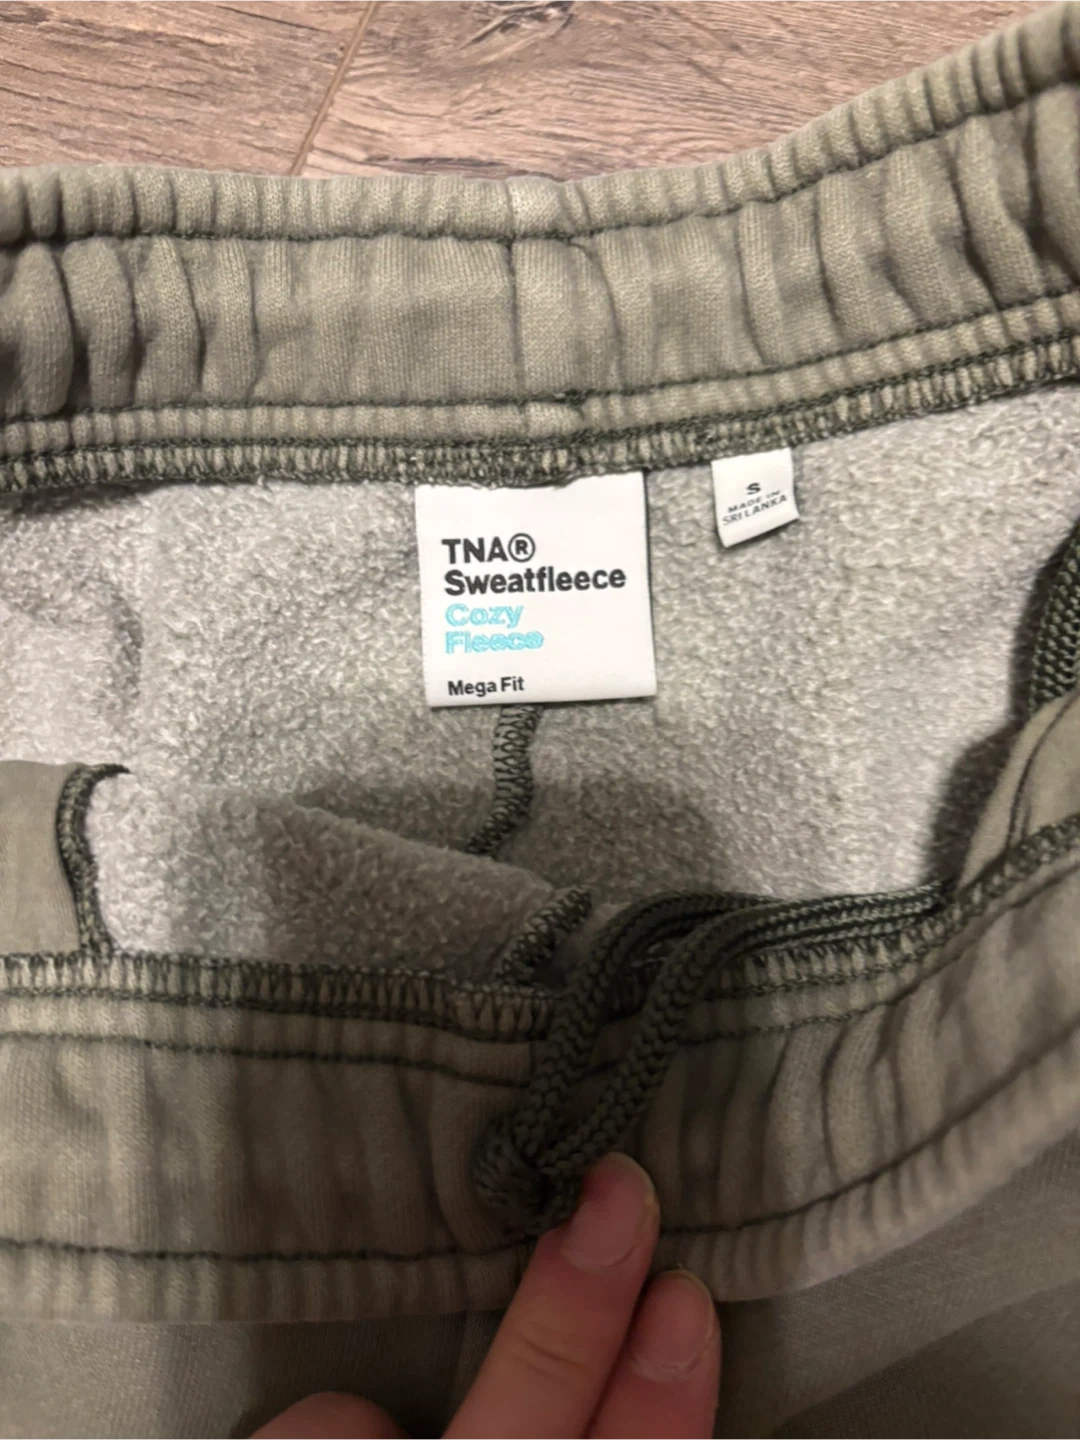 TNA®
Sweatfleece
Cozy
Fleece
Mega Fit
S
MADE IN
SRI LANKA